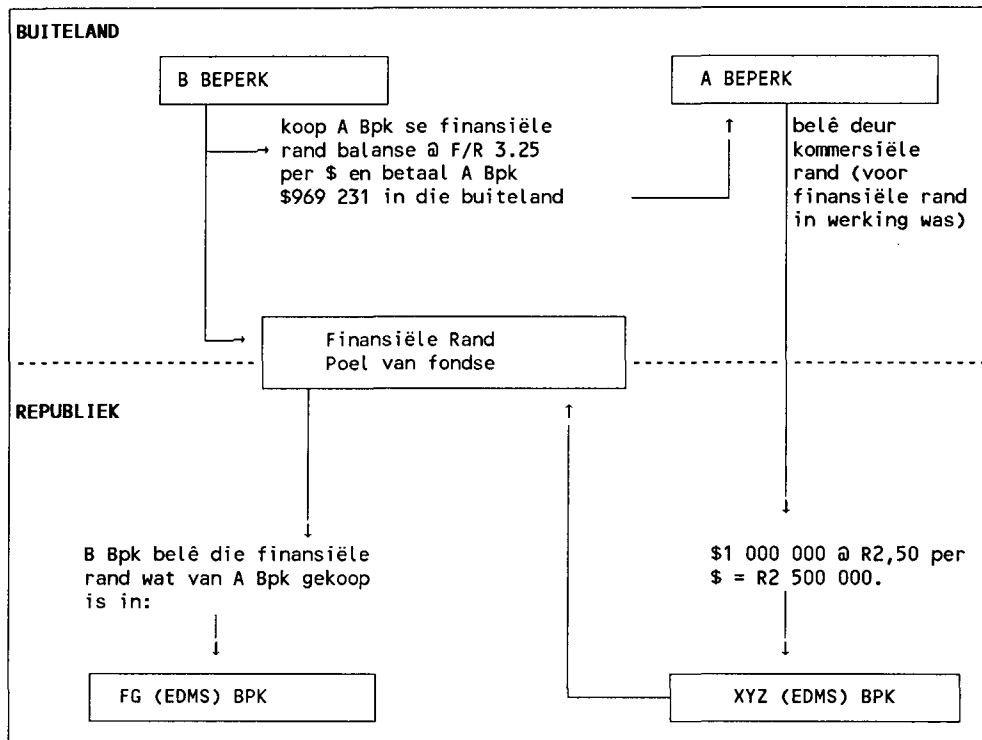 BUITELAND
B BEPERK
A BEPERK
koop A Bpk se finansiële
rand balanse @ F/R 3.25
per $ en betaal A Bpk
$969 231 in die buiteland
belê deur
kommersiële
rand (voor
finansiële rand
in werking was)
Finansiële Rand
Poel van fondse
REPUBLIEK
B Bpk belê die finansiële
rand wat van A Bpk gekoop
is in:
$1 000 000 @ R2,50 per
$ = R2 500 000.
FG (EDMS) BPK
XYZ (EDMS) BPK